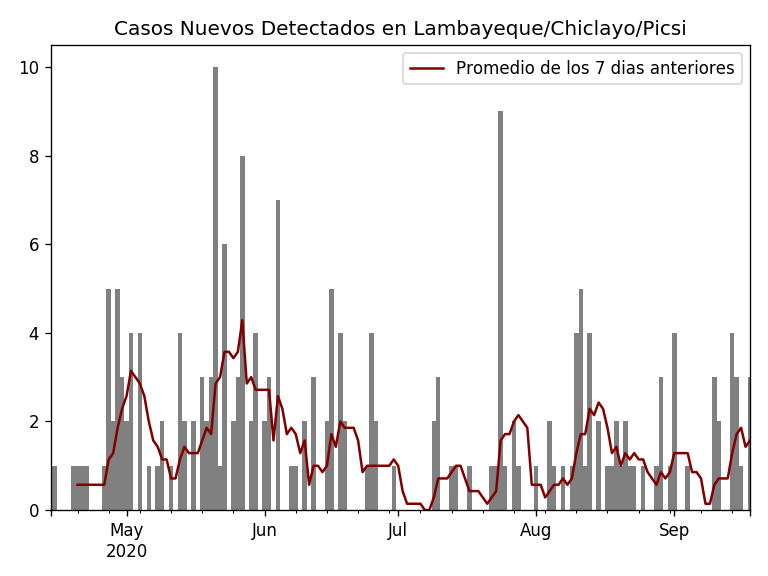 Casos Nuevos Detectados en Lambayeque/Chiclayo/Picsi
Promedio de los 7 dias anteriores
10
8
6
4
2
0
May Jun Jul Aug Sep
2020